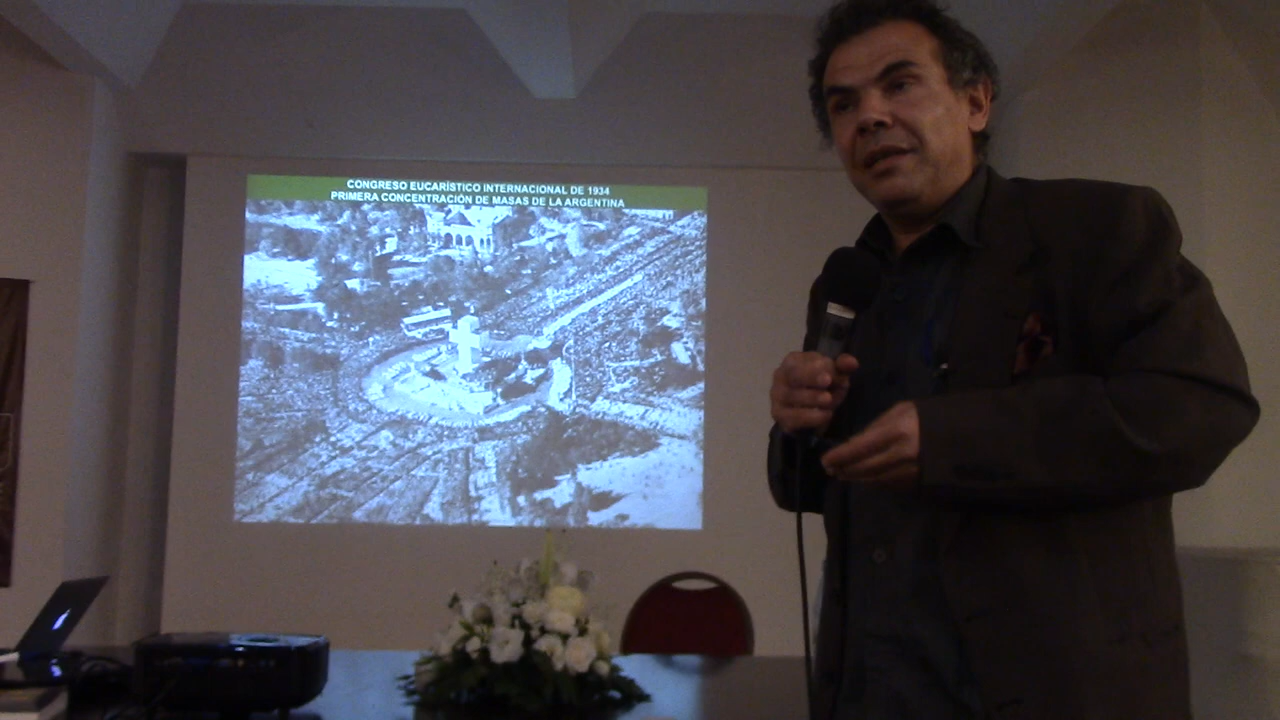 CONGRESO EUCARÍSTICO INTERNACIONAL DE 1934
PRIMERA CONCENTRACIÓN DE MASAS DE LA ARGENTINA